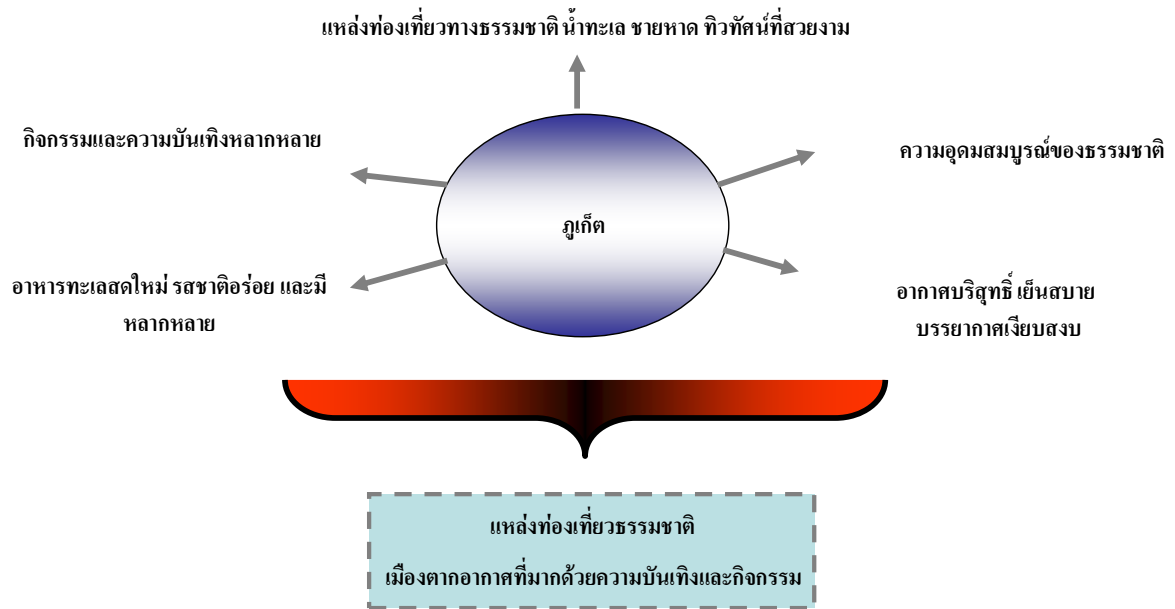 แหล่งท่องเที่ยวทางธรรมชาติ น้ำทะเล ชายหาด ทิวทัศน์ที่สวยงาม
กิจกรรมและความบันเทิงหลากหลาย
ความอุดมสมบูรณ์ของธรรมชาติ
ภูเก็ต
อาหารทะเลสดใหม่ รสชาติอร่อย และมี
หลากหลาย
อากาศบริสุทธิ์ เย็นสบาย
บรรยากาศเงียบสงบ
แหล่งท่องเที่ยวธรรมชาติ
เมืองตากอากาศที่มากด้วยความบันเทิงและกิจกรรม